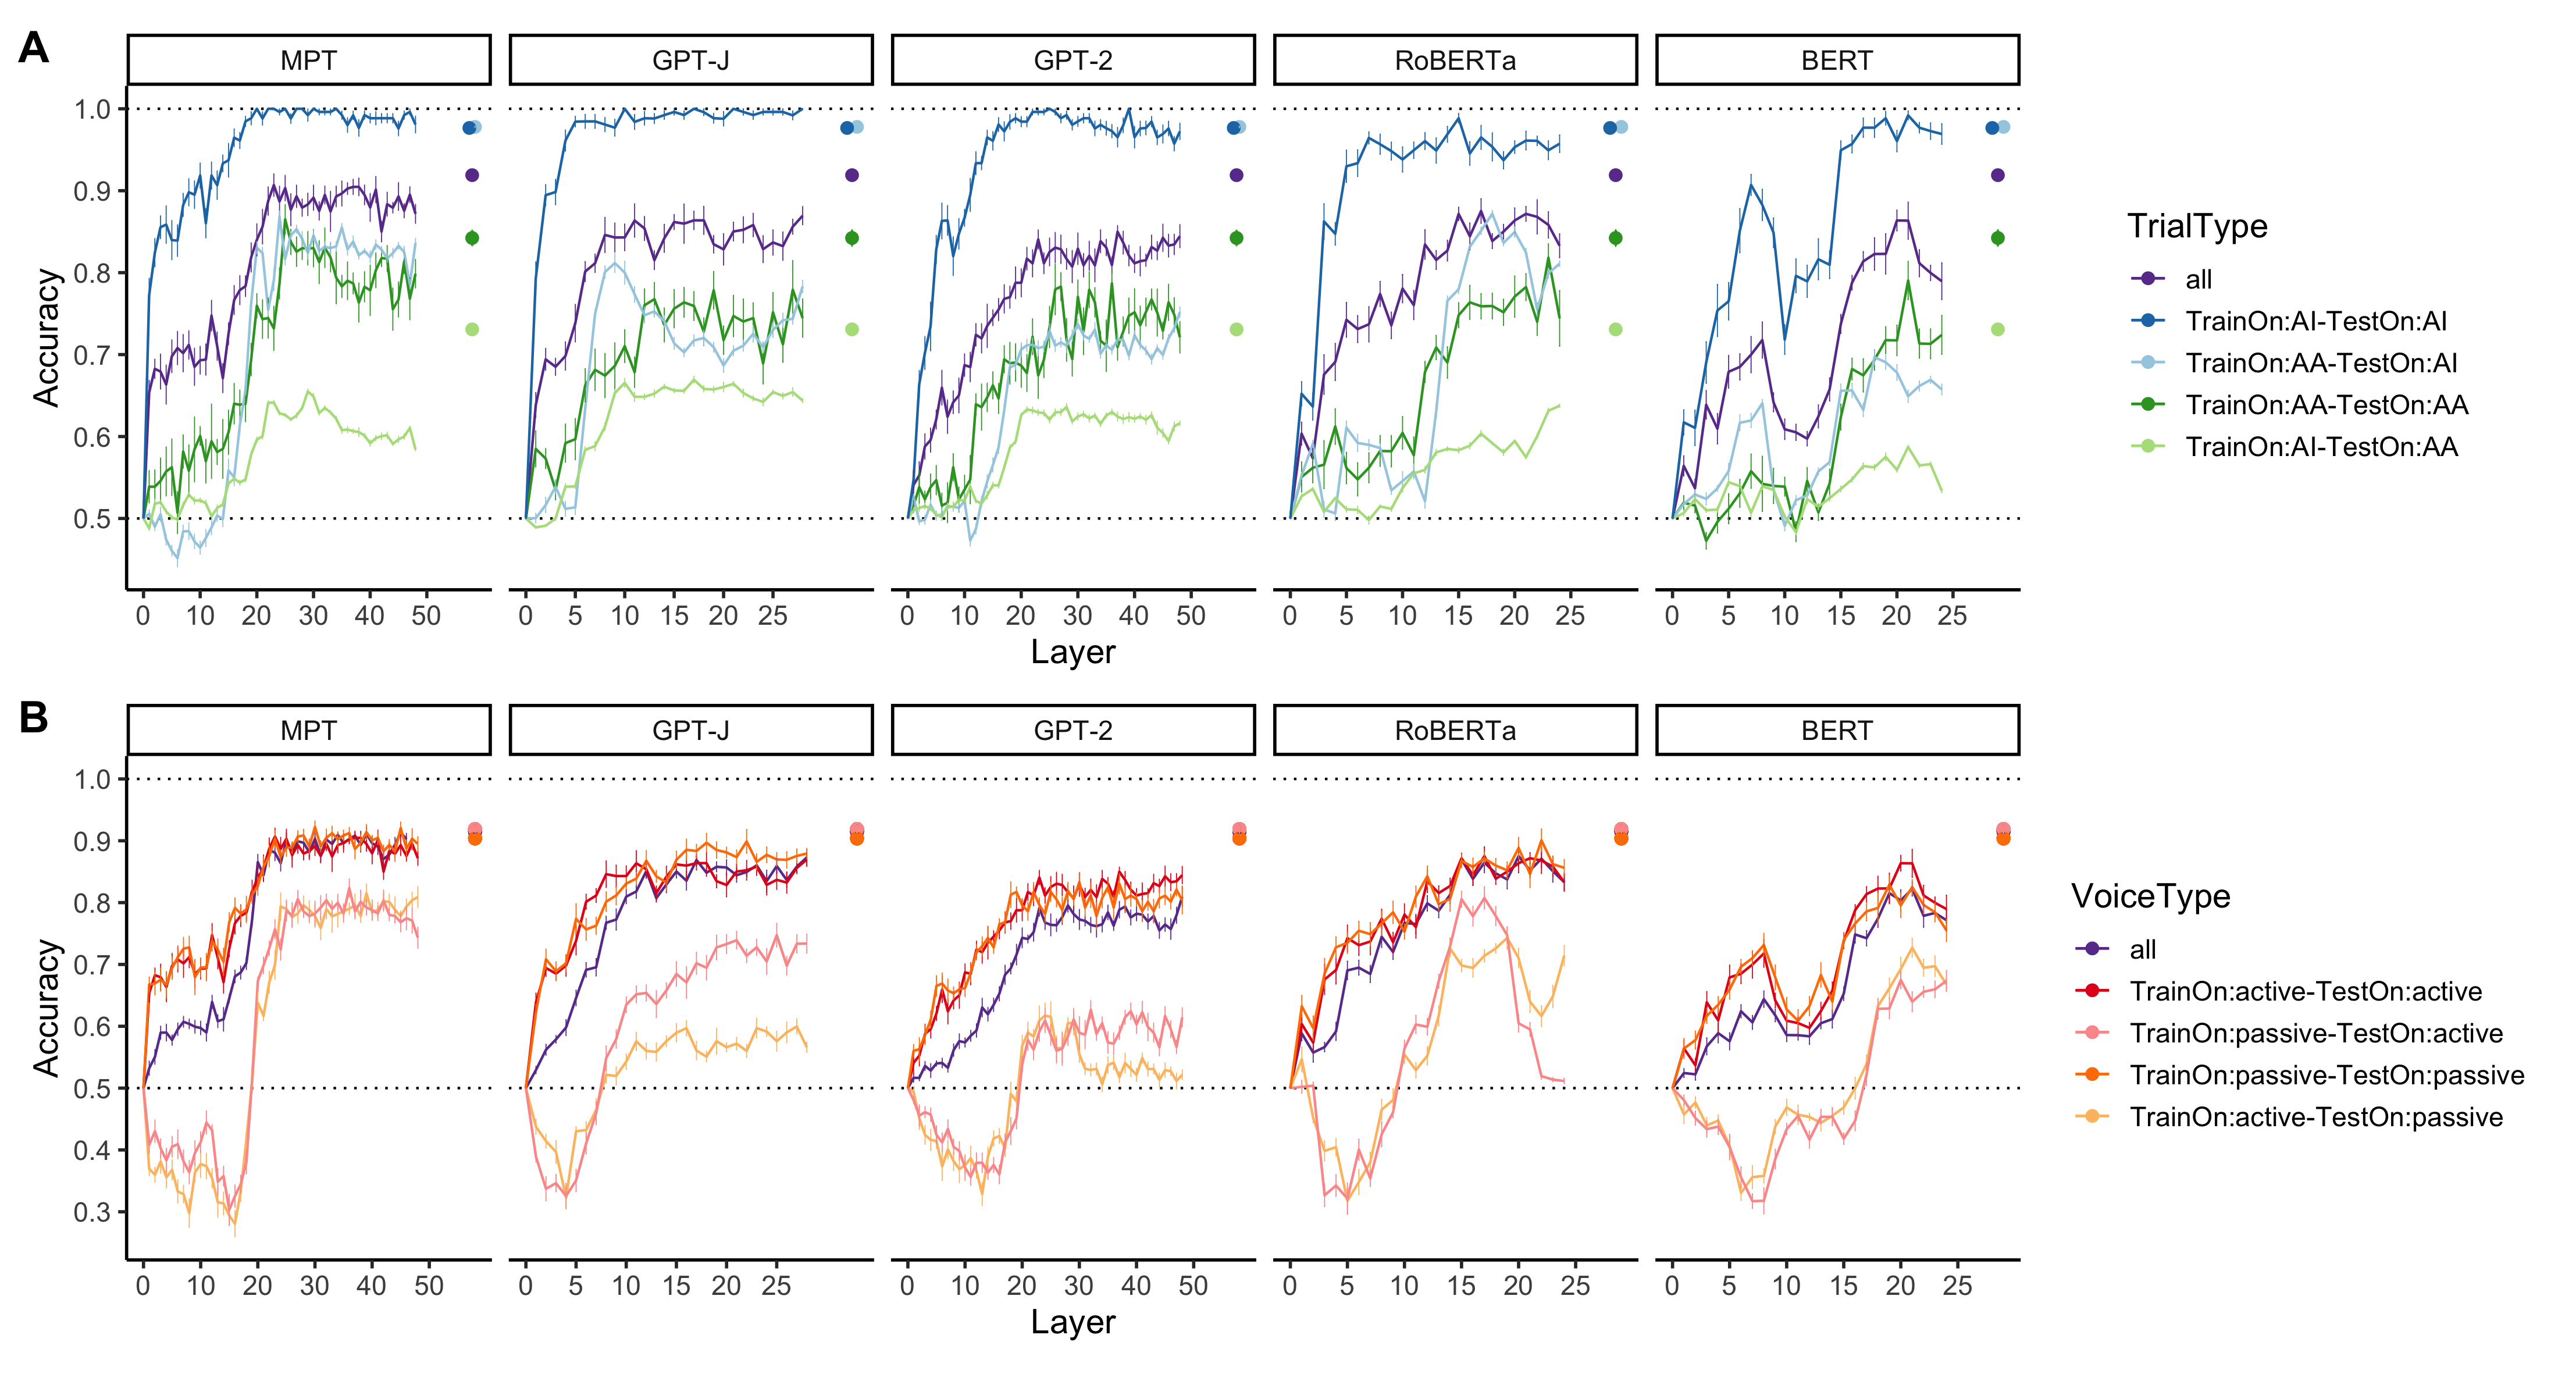 A
MPT GPT-J GPT-2 RoBERTa BERT
1.0
0.9
0.8
0.7
0.6
0.5
Accuracy
0 10 20 30 40 50 0 5 10 15 20 25 0 10 20 30 40 50 0 5 10 15 20 25 0 5 10 15 20 25
Layer
TrialType
all
TrainOn:AI-TestOn:AI
TrainOn:AA-TestOn:AI
TrainOn:AA-TestOn:AA
TrainOn:AI-TestOn:AA
B
MPT GPT-J GPT-2 RoBERTa BERT
1.0
0.9
0.8
0.7
0.6
0.5
0.4
0.3
Accuracy
0 10 20 30 40 50 0 5 10 15 20 25 0 10 20 30 40 50 0 5 10 15 20 25 0 5 10 15 20 25
Layer
VoiceType
all
TrainOn:active-TestOn:active
TrainOn:passive-TestOn:active
TrainOn:passive-TestOn:passive
TrainOn:active-TestOn:passive